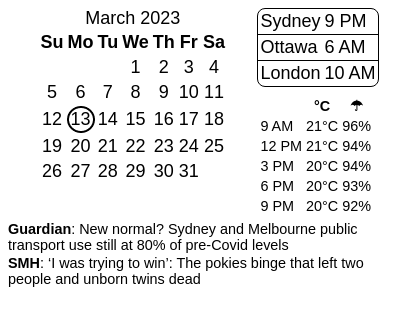 March 2023
Su Mo Tu We Th Fr Sa
1 2 3 4
5 6 7 8 9 10 11
12 13 14 15 16 17 18
19 20 21 22 23 24 25
26 27 28 29 30 31
Sydney 9 PM
Ottawa 6 AM
London 10 AM
°C ☂
9 AM 21°C 96%
12 PM 21°C 94%
3 PM 20°C 94%
6 PM 20°C 93%
9 PM 20°C 92%
Guardian: New normal? Sydney and Melbourne public
transport use still at 80% of pre-Covid levels
SMH: ‘I was trying to win’: The pokies binge that left two
people and unborn twins dead